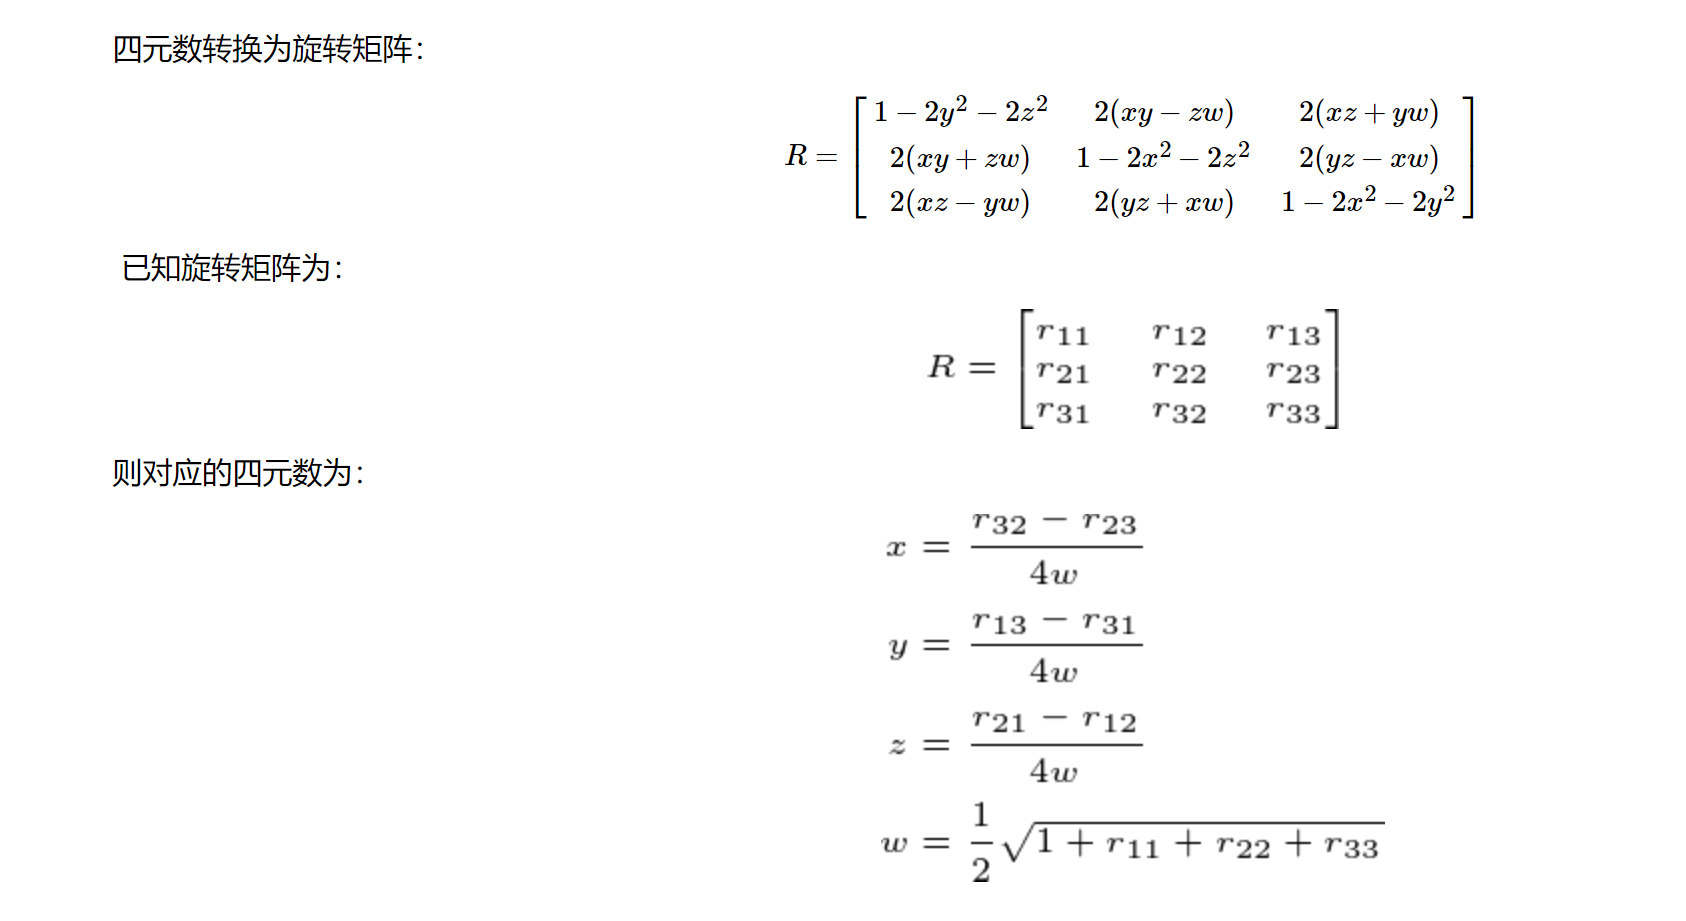 四元数转换为旋转矩阵：
R = \begin{bmatrix} 1-2y^2-2z^2 & 2(xy-zw) & 2(xz+yw) \\ 2(xy+zw) & 1-2x^2-2z^2 & 2(yz-xw) \\ 2(xz-yw) & 2(yz+xw) & 1-2x^2-2y^2 \end{bmatrix}
已知旋转矩阵为：
R = \begin{bmatrix} r_{11} & r_{12} & r_{13} \\ r_{21} & r_{22} & r_{23} \\ r_{31} & r_{32} & r_{33} \end{bmatrix}
则对应的四元数为：
x = \frac{r_{32} - r_{23}}{4w}
y = \frac{r_{13} - r_{31}}{4w}
z = \frac{r_{21} - r_{12}}{4w}
w = \frac{1}{2}\sqrt{1 + r_{11} + r_{22} + r_{33}}